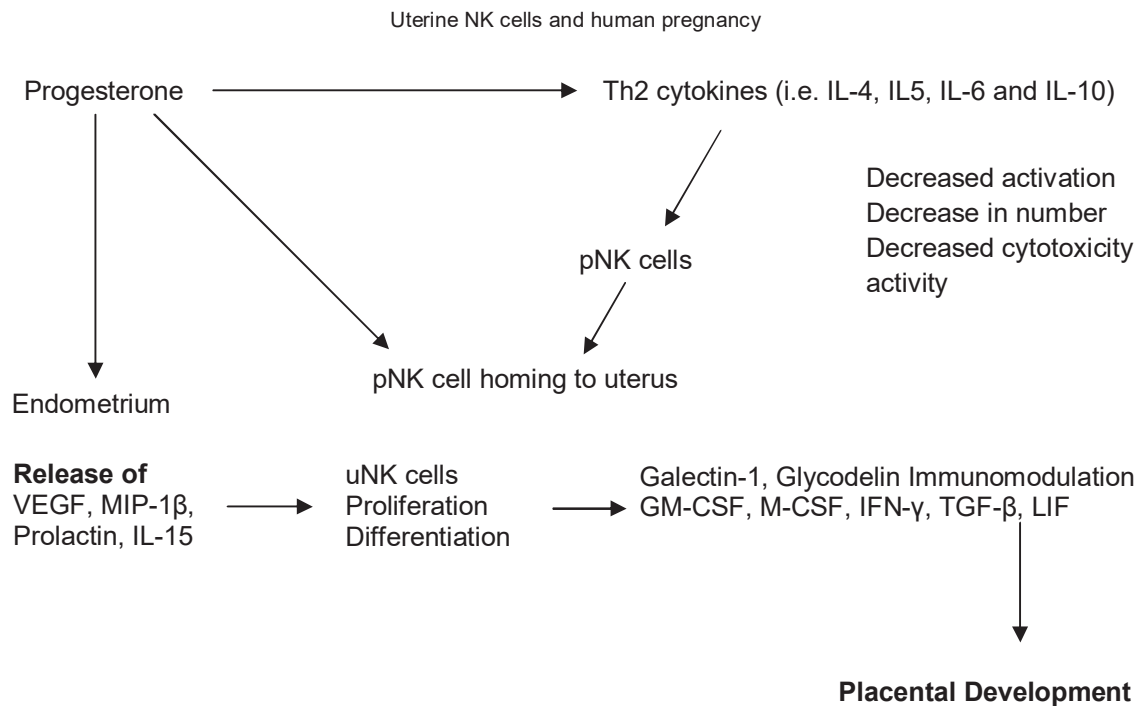 Uterine NK cells and human pregnancy
Progesterone
Th2 cytokines (i.e. IL-4, IL5, IL-6 and IL-10)
Decreased activation
Decrease in number
Decreased cytotoxicity
activity
pNK cells
pNK cell homing to uterus
Endometrium
Release of
VEGF, MIP-1β,
Prolactin, IL-15
uNK cells
Proliferation
Differentiation
Galectin-1, Glycodelin Immunomodulation
GM-CSF, M-CSF, IFN-γ, TGF-β, LIF
Placental Development